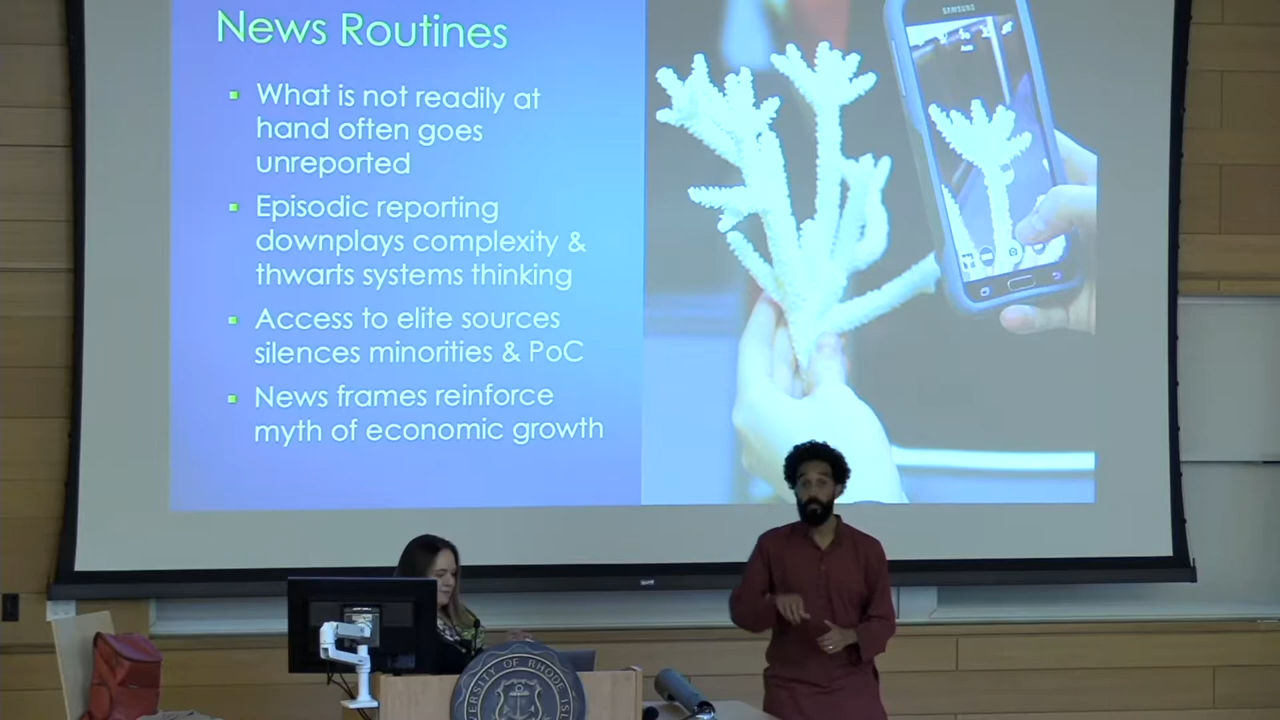 News Routines
What is not readily at
hand often goes
unreported
Episodic reporting
downplays complexity &
thwarts systems thinking
Access to elite sources
silences minorities & PoC
News frames reinforce
myth of economic growth
SAMSUNG
UNIVERSITY OF RHODE ISL